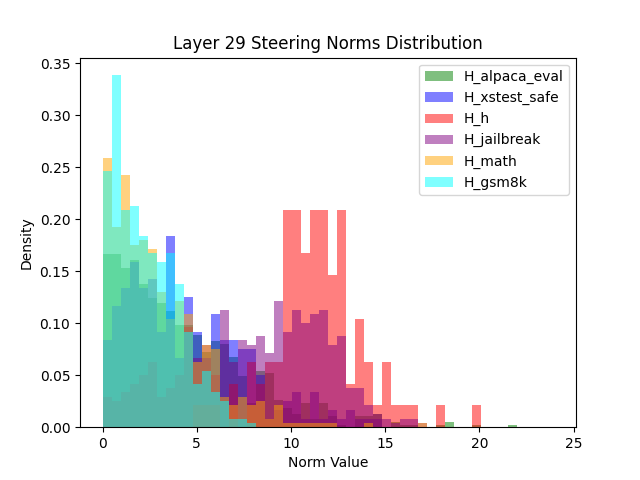 Layer 29 Steering Norms Distribution
H_alpaca_eval
H_xstest_safe
H_h
H_jailbreak
H_math
H_gsm8k
Density
0.35
0.30
0.25
0.20
0.15
0.10
0.05
0.00
0 5 10 15 20 25
Norm Value